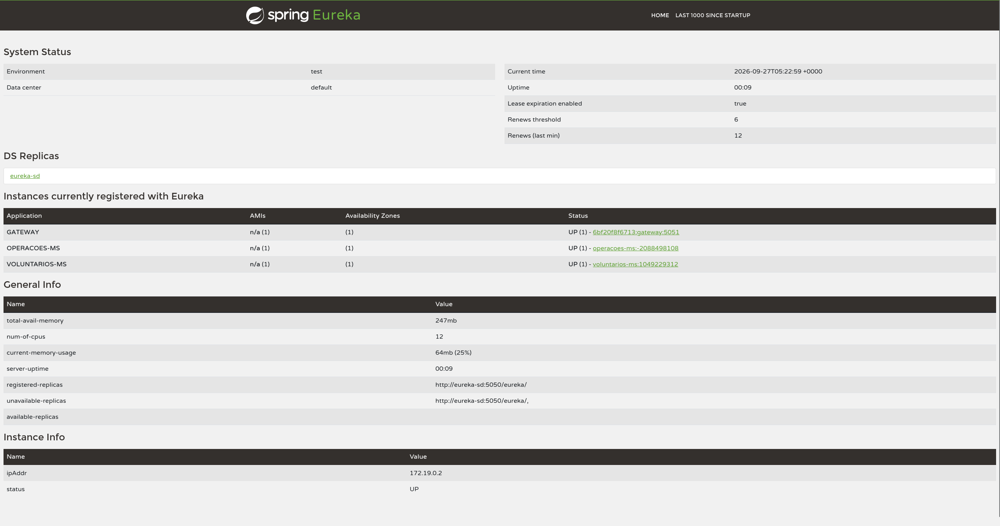 spring Eureka
HOME LAST 1000 SINCE STARTUP
System Status
Environment test
Data center default
Current time 2026-09-27T05:22:59 +0000
Uptime 00:09
Lease expiration enabled true
Renews threshold 6
Renews (last min) 12
DS Replicas
eureka-sd
Instances currently registered with Eureka
Application AMIs Availability Zones Status
GATEWAY n/a (1) (1) UP (1) - 6bf20f8f6713:gateway:5051
OPERACOES-MS n/a (1) (1) UP (1) - operacoes-ms:-2088498108
VOLUNTARIOS-MS n/a (1) (1) UP (1) - voluntarios-ms:1049229312
General Info
Name Value
total-avail-memory 247mb
num-of-cpus 12
current-memory-usage 64mb (25%)
server-uptime 00:09
registered-replicas http://eureka-sd:5050/eureka/
unavailable-replicas http://eureka-sd:5050/eureka/,
available-replicas
Instance Info
Name Value
ipAddr 172.19.0.2
status UP